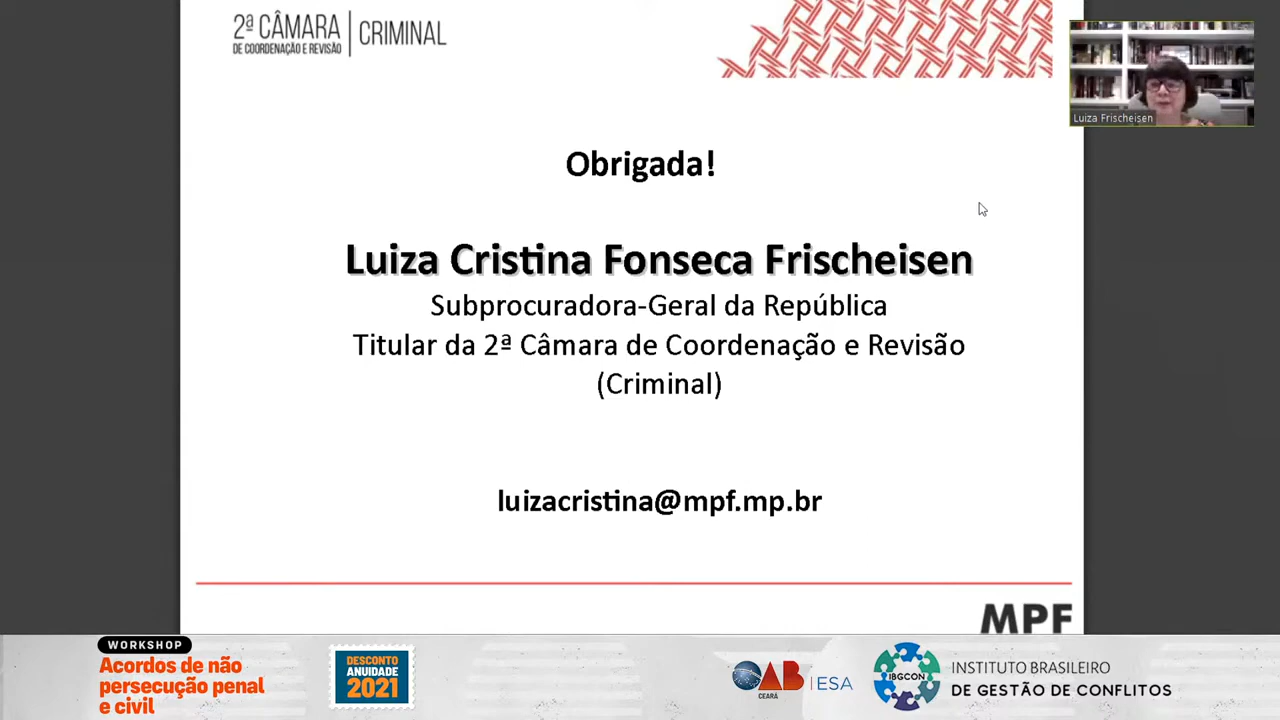 2ª CÂMARA
DE COORDENAÇÃO E REVISÃO
CRIMINAL
Luiza Frischeisen
Obrigada!
Luiza Cristina Fonseca Frischeisen
Subprocuradora-Geral da República
Titular da 2ª Câmara de Coordenação e Revisão
(Criminal)
luizacristina@mpf.mp.br
MPF
WORKSHOP
Acordos de não
persecução penal
e civil
DESCONTO
ANUIDADE
2021
OAB
CEARÁ
ESA
IBGCON
INSTITUTO BRASILEIRO
DE GESTÃO DE CONFLITOS